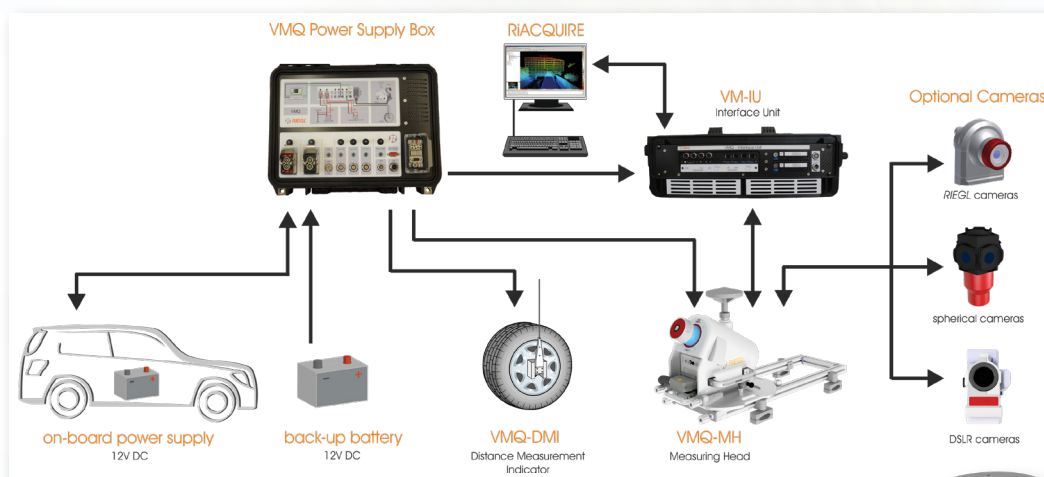 VMQ Power Supply Box
RiACQUIRE
VM-IU
Interface Unit
Optional Cameras
RIEGL cameras
spherical cameras
DSLR cameras
on-board power supply
12V DC
back-up battery
12V DC
VMQ-DMI
Distance Measurement
Indicator
VMQ-MH
Measuring Head